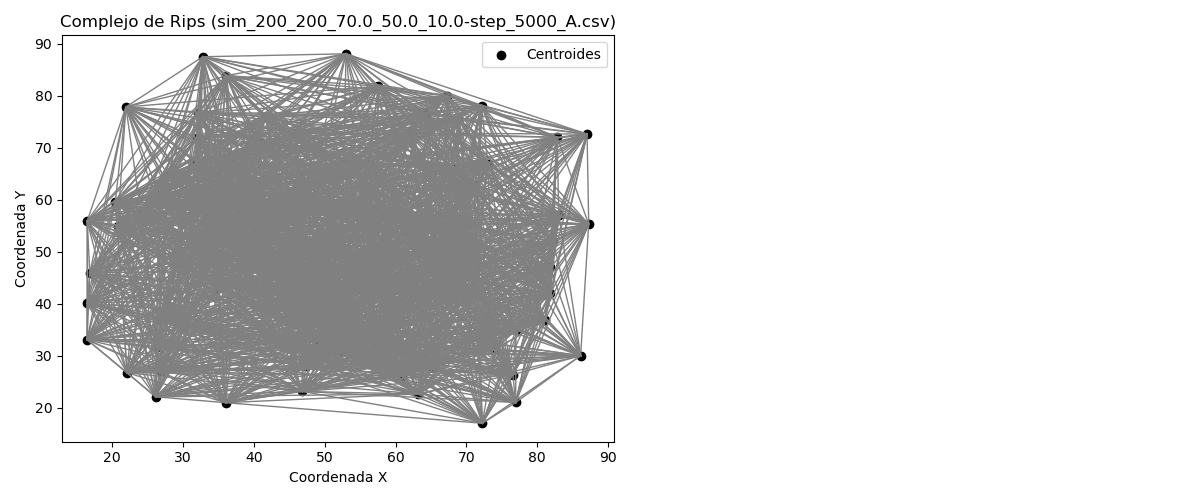 Complejo de Rips (sim_200_200_70.0_50.0_10.0-step_5000_A.csv)
90
80
70
60
50
40
30
20
Coordenada Y
Centroides
20 30 40 50 60 70 80 90
Coordenada X